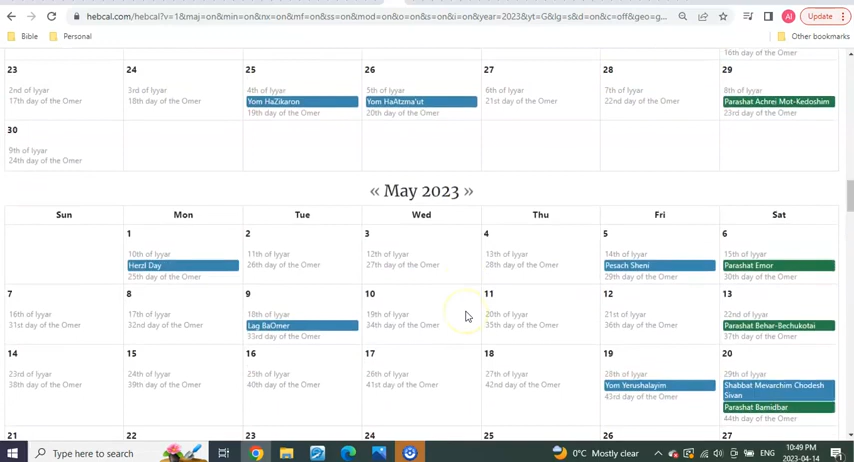 hebcal.com/hebcal?v=1&maj=on&min=on&nx=on&mf=on&ss=on&mod=on&o=on&s=on&i=on&year=2023&yt=G&lg=s&d=on&c=off&geo=g...
AI
Update
Bible
Personal
Other bookmarks
16th day of the Omer
23
24
25
26
27
28
29
2nd of Iyyar
3rd of Iyyar
4th of Iyyar
5th of Iyyar
6th of Iyyar
7th of Iyyar
8th of Iyyar
17th day of the Omer
18th day of the Omer
Yom HaZikaron
Yom HaAtzma'ut
21st day of the Omer
22nd day of the Omer
Parashat Achrei Mot-Kedoshim
19th day of the Omer
20th day of the Omer
23rd day of the Omer
30
9th of Iyyar
24th day of the Omer
« May 2023 »
Sun
Mon
Tue
Wed
Thu
Fri
Sat
1
2
3
4
5
6
10th of Iyyar
11th of Iyyar
12th of Iyyar
13th of Iyyar
14th of Iyyar
15th of Iyyar
Herzl Day
26th day of the Omer
27th day of the Omer
28th day of the Omer
Pesach Sheni
Parashat Emor
25th day of the Omer
29th day of the Omer
30th day of the Omer
7
8
9
10
11
12
13
16th of Iyyar
17th of Iyyar
18th of Iyyar
19th of Iyyar
20th of Iyyar
21st of Iyyar
22nd of Iyyar
31st day of the Omer
32nd day of the Omer
Lag BaOmer
34th day of the Omer
35th day of the Omer
36th day of the Omer
Parashat Behar-Bechukotai
33rd day of the Omer
37th day of the Omer
14
15
16
17
18
19
20
23rd of Iyyar
24th of Iyyar
25th of Iyyar
26th of Iyyar
27th of Iyyar
28th of Iyyar
29th of Iyyar
38th day of the Omer
39th day of the Omer
40th day of the Omer
41st day of the Omer
42nd day of the Omer
Yom Yerushalayim
Shabbat Mevarchim Chodesh
Sivan
43rd day of the Omer
Parashat Bamidbar
44th day of the Omer
21
22
23
24
25
26
27
Type here to search
0°C Mostly clear
ENG
10:49 PM
2023-04-14
1